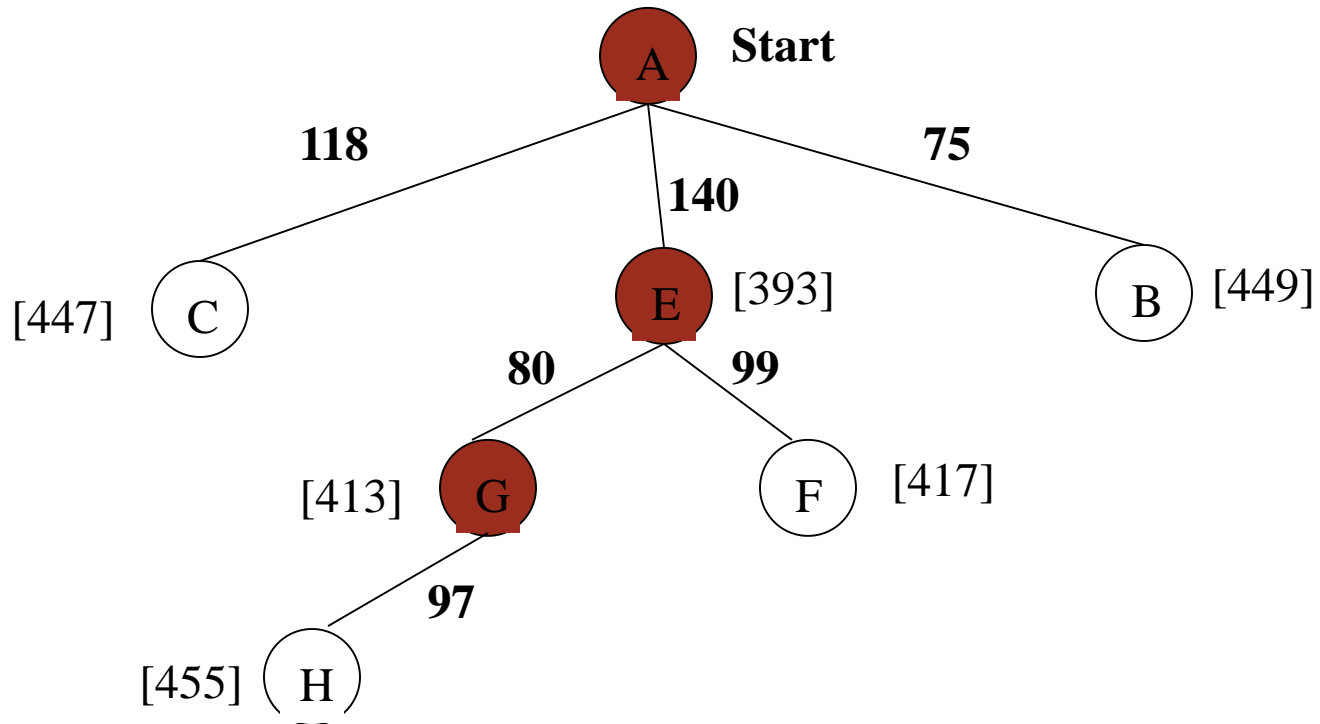 A Start
118
75
140
[447] C
E [393]
B [449]
80
99
[413] G
F [417]
97
[455] H